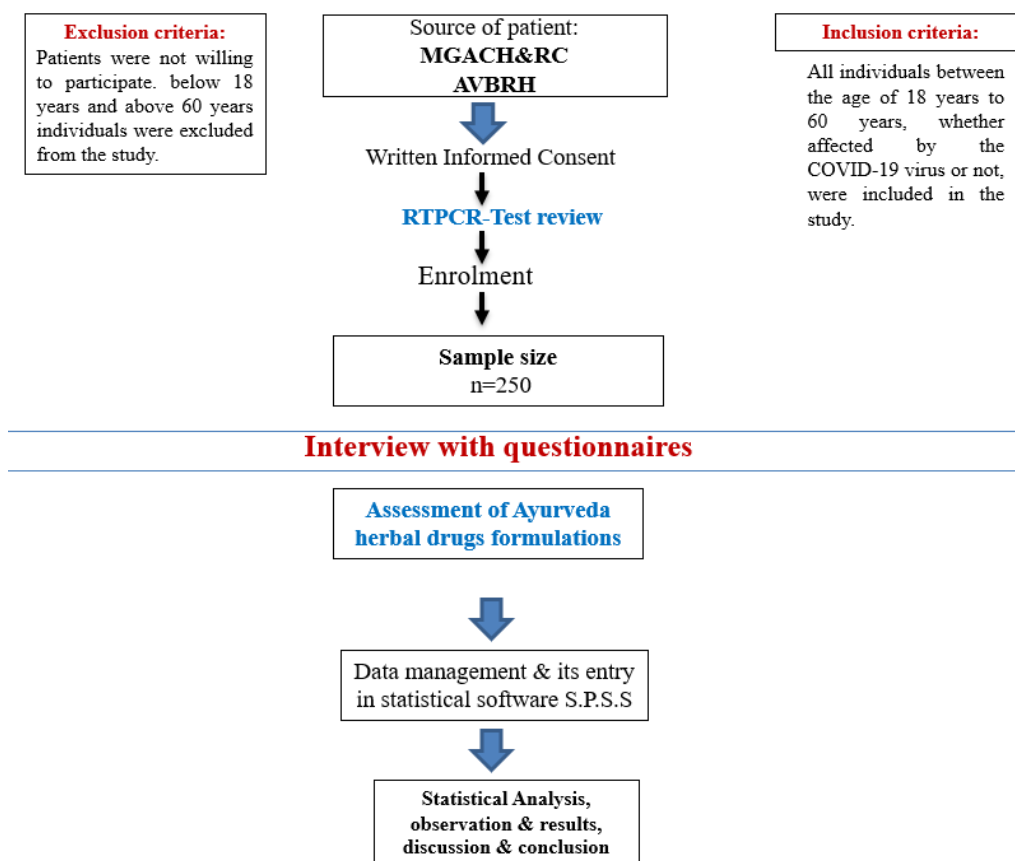 Exclusion criteria:
Patients were not willing
to participate. below 18
years and above 60 years
individuals were excluded
from the study.
Source of patient:
MGACH&RC
AVBRH
Inclusion criteria:
All individuals between
the age of 18 years to
60 years, whether
affected by the
COVID-19 virus or not,
were included in the
study.
Written Informed Consent
RTPCR-Test review
Enrolment
Sample size
n=250
Interview with questionnaires
Assessment of Ayurveda
herbal drugs formulations
Data management & its entry
in statistical software S.P.S.S
Statistical Analysis,
observation & results,
discussion & conclusion